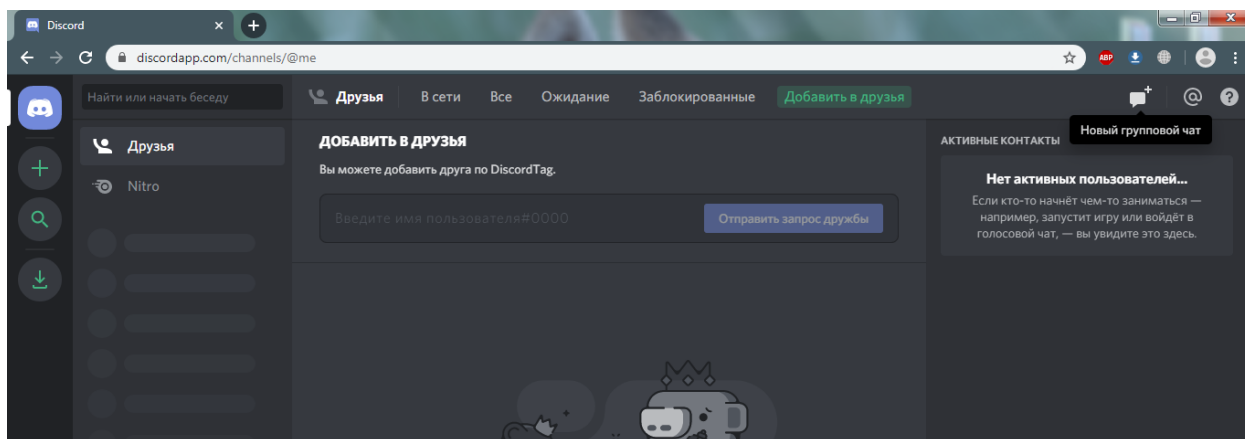 Discord
discordapp.com/channels/@me
ABP
Найти или начать беседу
Друзья
В сети
Все
Ожидание
Заблокированные
Добавить в друзья
Новый групповой чат
Друзья
Nitro
ДОБАВИТЬ В ДРУЗЬЯ
Вы можете добавить друга по DiscordTag.
Введите имя пользователя#0000
Отправить запрос дружбы
АКТИВНЫЕ КОНТАКТЫ
Нет активных пользователей...
Если кто-то начнёт чем-то заниматься —
например, запустит игру или войдёт в
голосовой чат, — вы увидите это здесь.